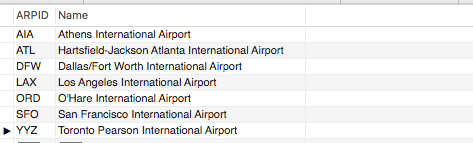 ARPID Name
AIA Athens International Airport
ATL Hartsfield-Jackson Atlanta International Airport
DFW Dallas/Fort Worth International Airport
LAX Los Angeles International Airport
ORD O'Hare International Airport
SFO San Francisco International Airport
YYZ Toronto Pearson International Airport